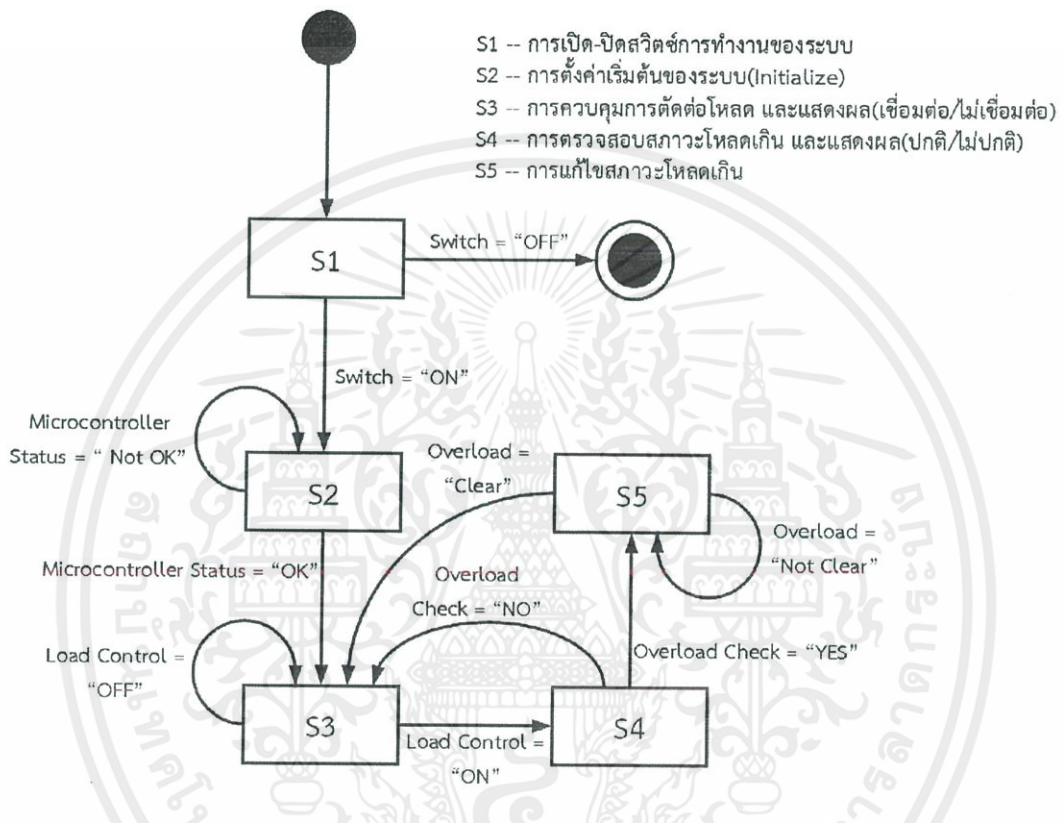 S1 -- การเปิด-ปิดสวิตซ์การทำงานของระบบ
S2 -- การตั้งค่าเริ่มต้นของระบบ(Initialize)
S3 -- การควบคุมการตัดต่อโหลด และแสดงผล(เชื่อมต่อ/ไม่เชื่อมต่อ)
S4 -- การตรวจสอบสภาวะโหลดเกิน และแสดงผล(ปกติ/ไม่ปกติ)
S5 -- การแก้ไขสภาวะโหลดเกิน
S1
Switch = “OFF”
Switch = “ON”
Microcontroller
Status = “ Not OK”
S2
Overload =
“Clear”
S5
Overload =
“Not Clear”
Microcontroller Status = “OK”
Overload
Check = “NO”
Overload Check = “YES”
Load Control =
“OFF”
S3
Load Control =
“ON”
S4